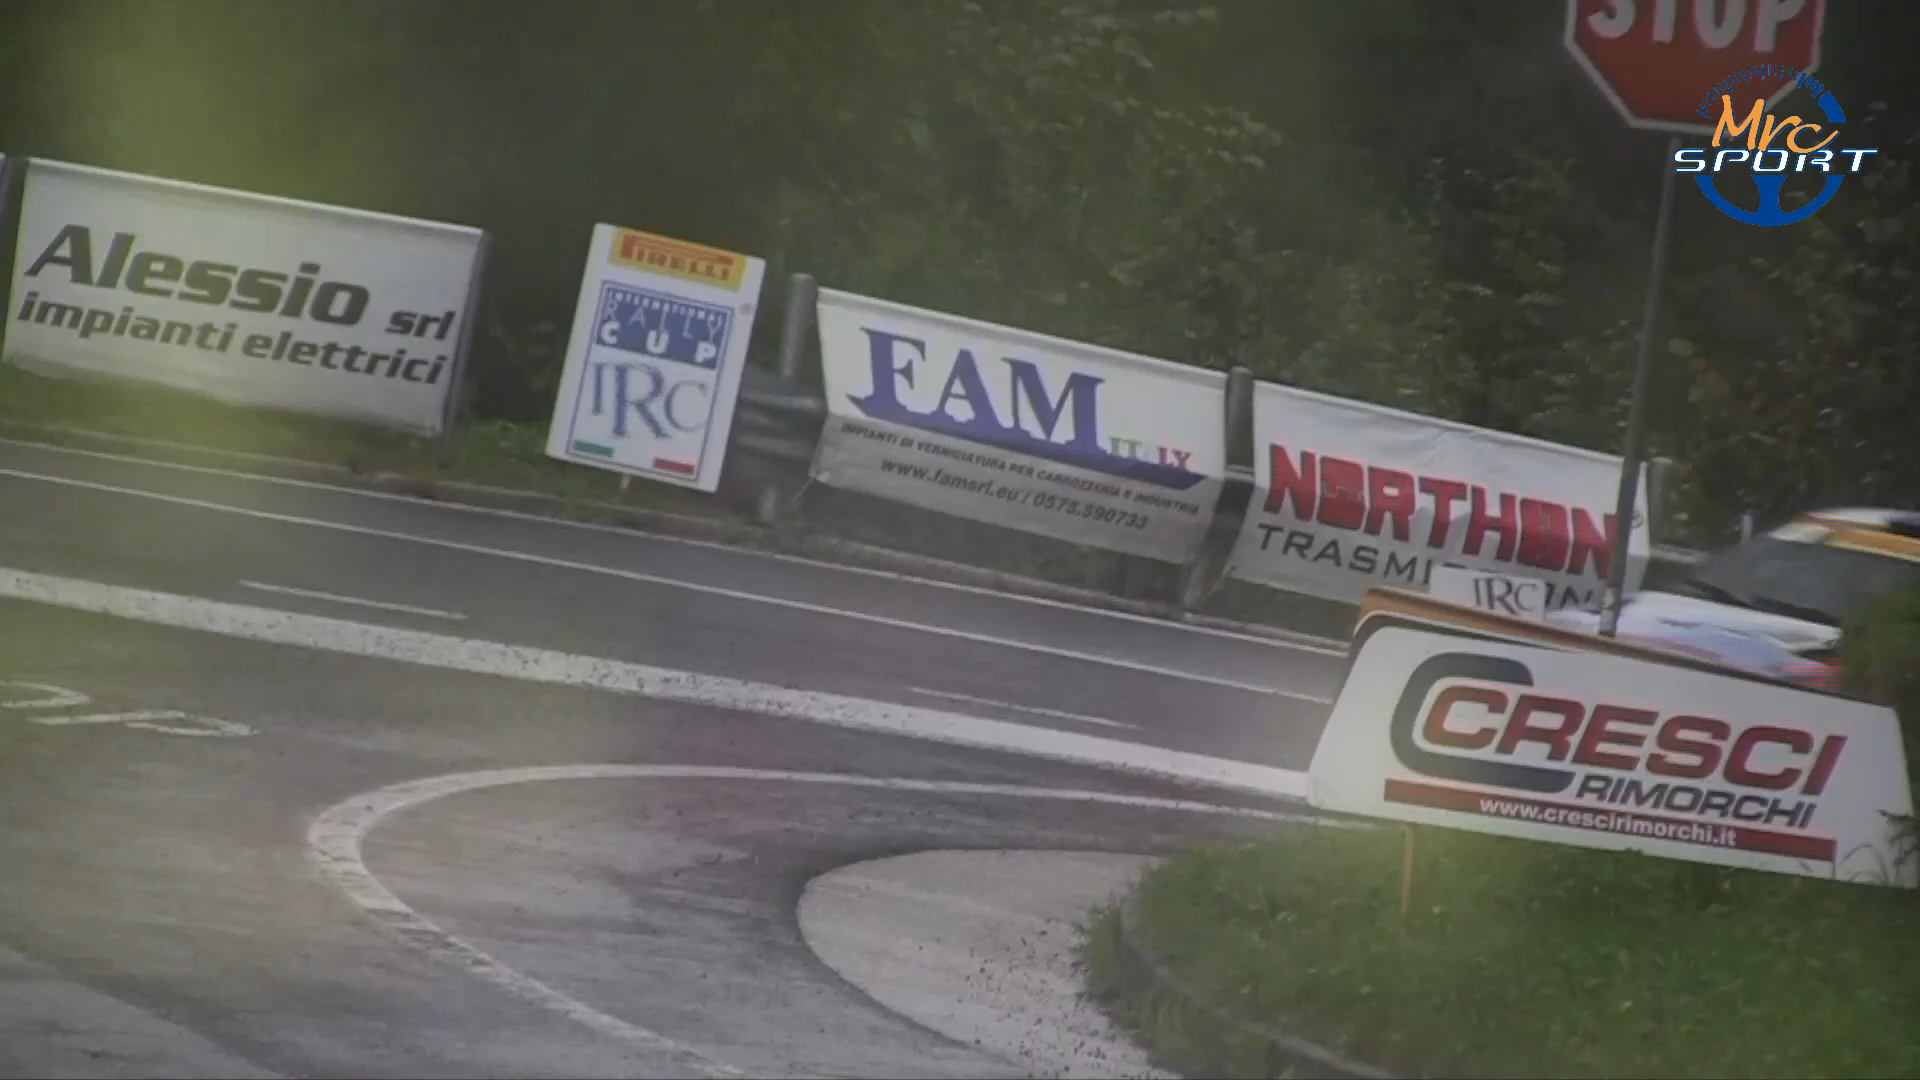 STOP
Mrc
SPORT
Alessio srl
impianti elettrici
PIRELLI
INTERNATIONAL
RALLY
CUP
IRC
FAM ITALY
IMPIANTI DI VERNICIATURA PER CARROZZERIA E INDUSTRIA
www.famsrl.eu / 0575.590733
NORTHON
IRC
CRESCI
RIMORCHI
www.crescirimorchi.it